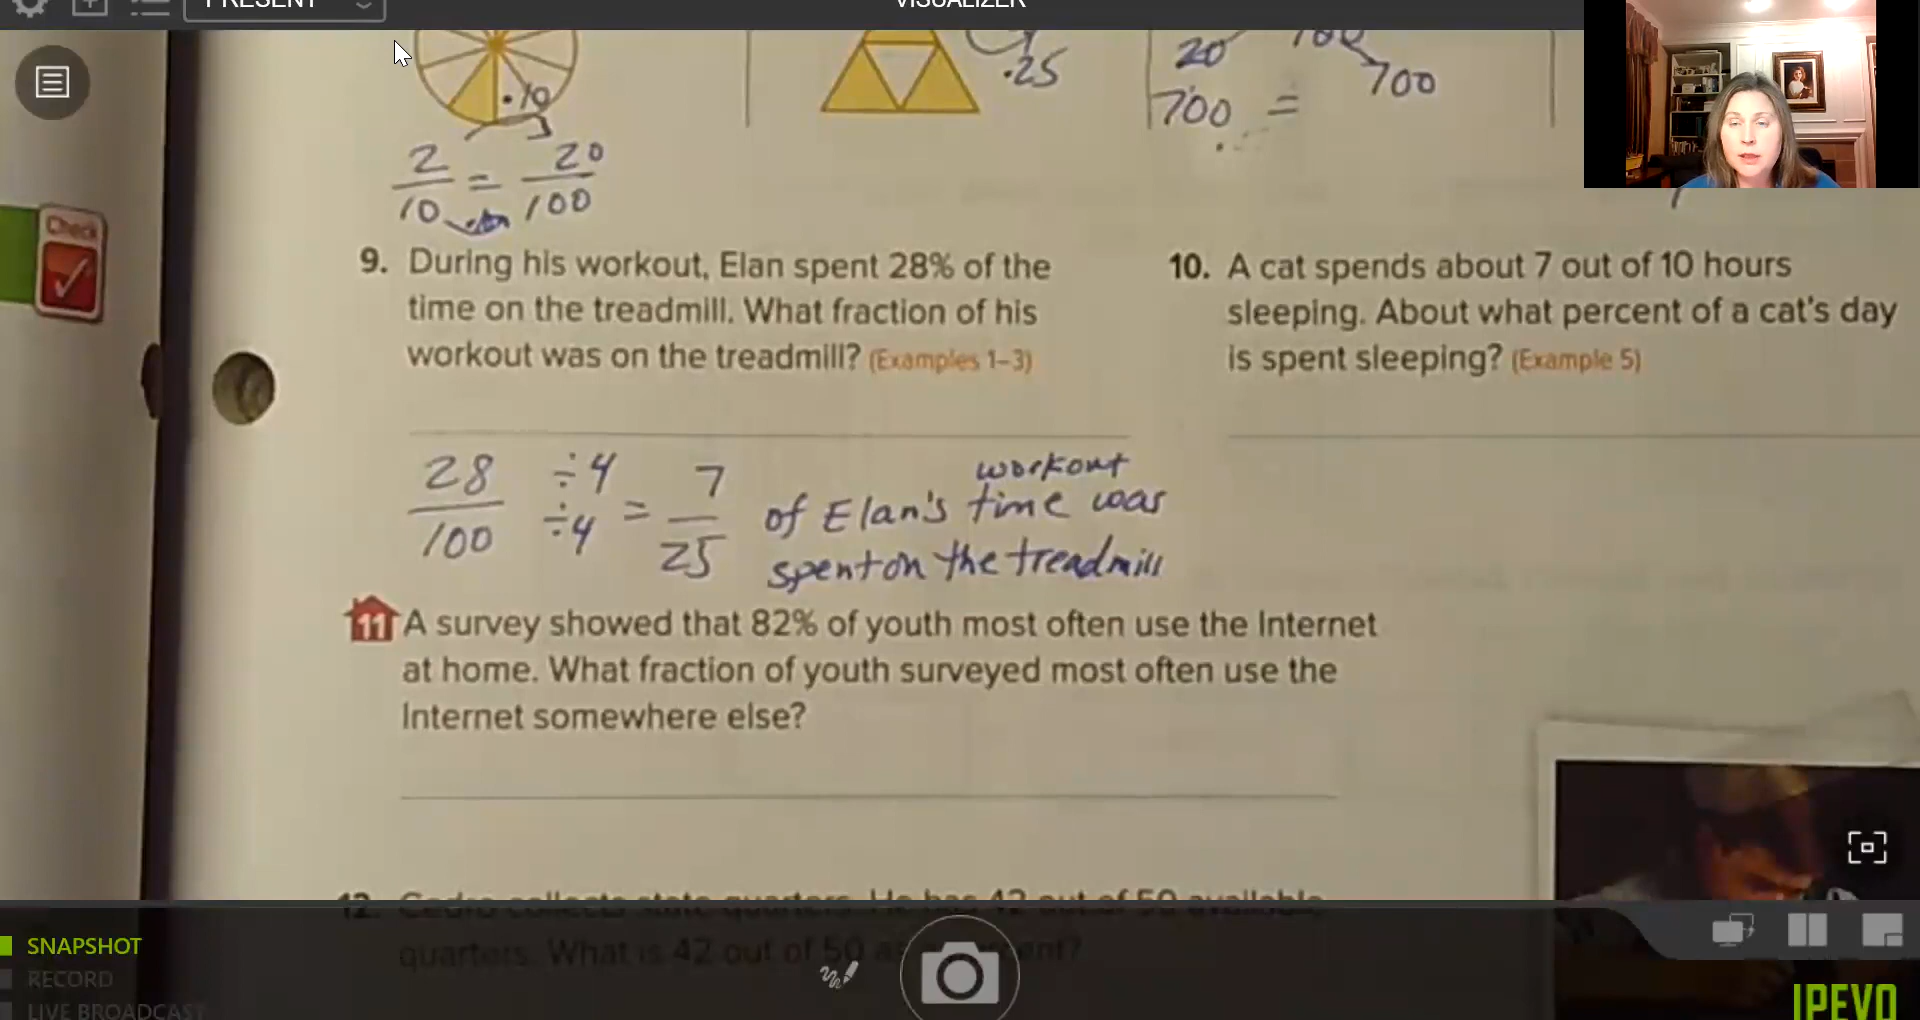 PRESENT
VISUALIZER
.10
.25
20
100
700
700 =
2/10 = 20/100
Check
9. During his workout, Elan spent 28% of the
time on the treadmill. What fraction of his
workout was on the treadmill? (Examples 1–3)
10. A cat spends about 7 out of 10 hours
sleeping. About what percent of a cat's day
is spent sleeping? (Example 5)
28/100 ÷4/÷4 = 7/25 of Elan's workout time was
spent on the treadmill
11 A survey showed that 82% of youth most often use the Internet
at home. What fraction of youth surveyed most often use the
Internet somewhere else?
12. Cedro collects state quarters. He has 42 out of 50 available
quarters. What is 42 out of 50 as a percent?
SNAPSHOT
RECORD
LIVE BROADCAST
IPEVO